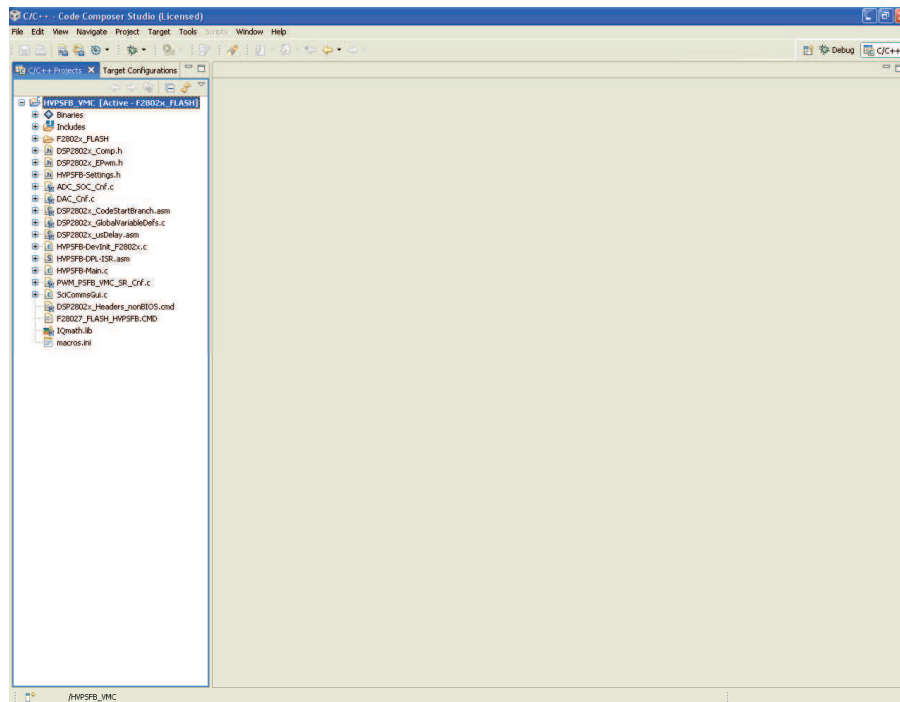 C/C++ - Code Composer Studio (Licensed)
File Edit View Navigate Project Target Tools Scripts Window Help
Debug C/C++
C/C++ Projects Target Configurations
HVPSFB_VMC [Active - F2802x_FLASH]
Binaries
Includes
F2802x_FLASH
DSP2802x_Comp.h
DSP2802x_EPwm.h
HVPSFB-Settings.h
ADC_SOC_Cnf.c
DAC_Cnf.c
DSP2802x_CodeStartBranch.asm
DSP2802x_GlobalVariableDefs.c
DSP2802x_usDelay.asm
HVPSFB-DevInit_F2802x.c
HVPSFB-DPL-ISR.asm
HVPSFB-Main.c
PWM_PSFB_VMC_SR_Cnf.c
SciCommsGui.c
DSP2802x_Headers_nonBIOS.cmd
F28027_FLASH_HVPSFB.CMD
IQmath.lib
macros.ini
/HVPSFB_VMC